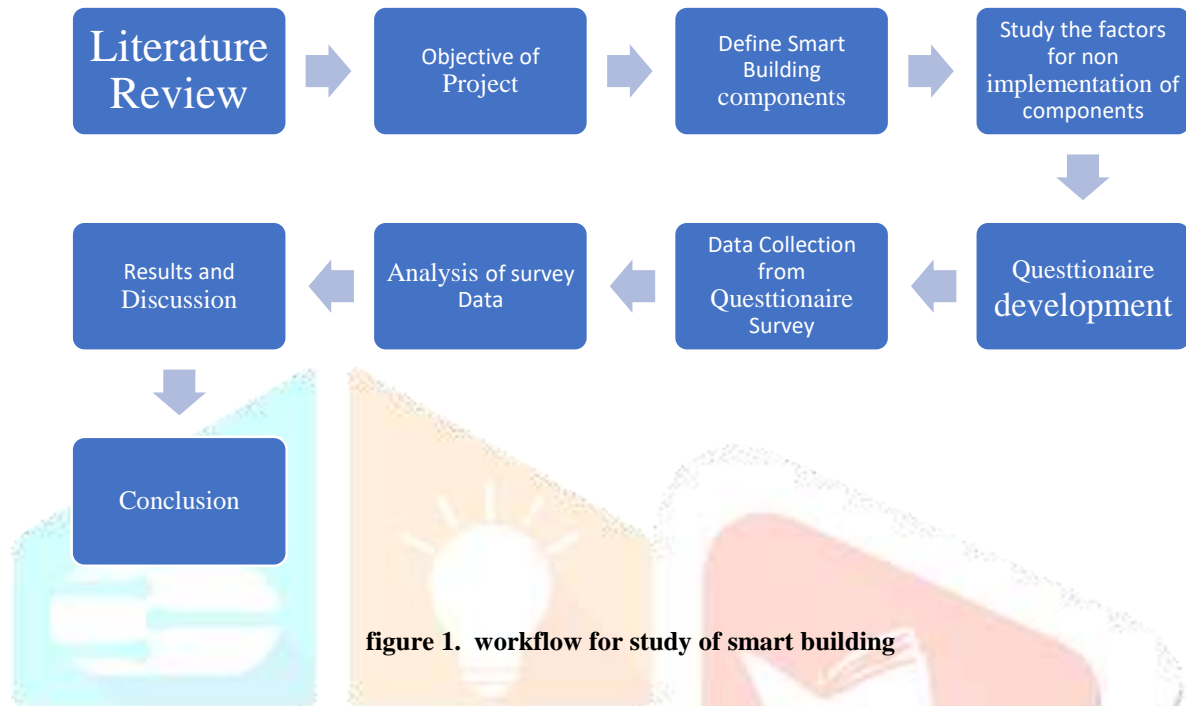 Literature
Review
Objective of
Project
Define Smart
Building
components
Study the factors
for non
implementation of
components
Questtionaire
development
Data Collection
from
Questtionaire
Survey
Analysis of survey
Data
Results and
Discussion
Conclusion
figure 1. workflow for study of smart building